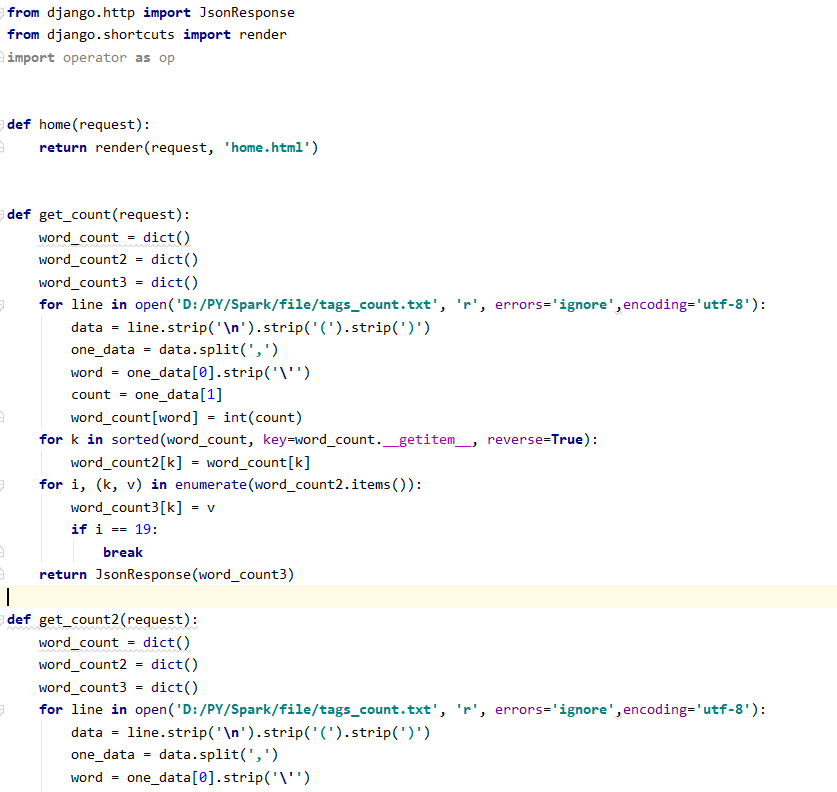 from django.http import JsonResponse
from django.shortcuts import render
import operator as op
def home(request):
    return render(request, 'home.html')
def get_count(request):
    word_count = dict()
    word_count2 = dict()
    word_count3 = dict()
    for line in open('D:/PY/Spark/file/tags_count.txt', 'r', errors='ignore',encoding='utf-8'):
        data = line.strip('\n').strip('(').strip(')')
        one_data = data.split(',')
        word = one_data[0].strip('\'')
        count = one_data[1]
        word_count[word] = int(count)
    for k in sorted(word_count, key=word_count.__getitem__, reverse=True):
        word_count2[k] = word_count[k]
    for i, (k, v) in enumerate(word_count2.items()):
        word_count3[k] = v
        if i == 19:
            break
    return JsonResponse(word_count3)
def get_count2(request):
    word_count = dict()
    word_count2 = dict()
    word_count3 = dict()
    for line in open('D:/PY/Spark/file/tags_count.txt', 'r', errors='ignore',encoding='utf-8'):
        data = line.strip('\n').strip('(').strip(')')
        one_data = data.split(',')
        word = one_data[0].strip('\'')